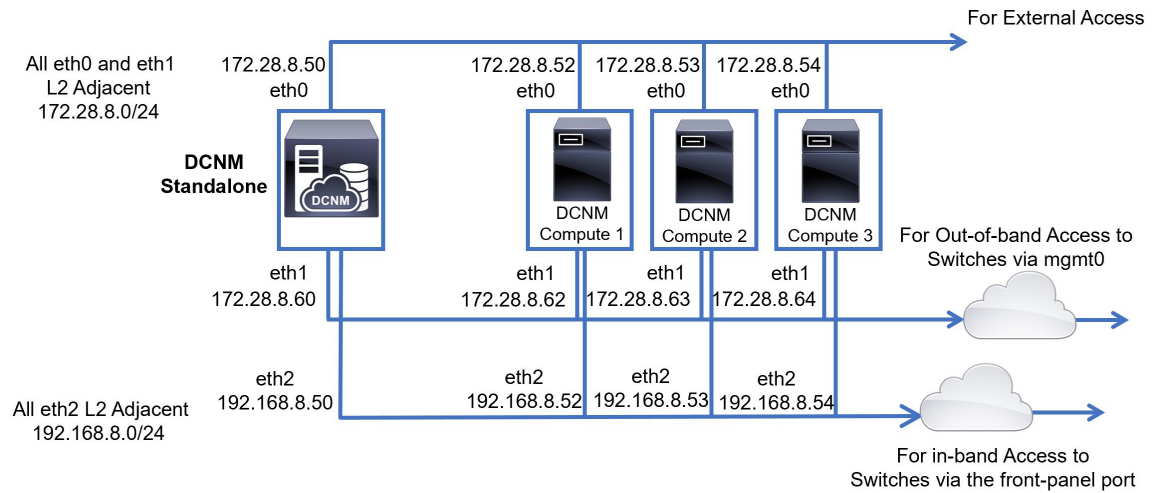 For External Access
All eth0 and eth1
L2 Adjacent
172.28.8.0/24
172.28.8.50
eth0
172.28.8.52
eth0
172.28.8.53
eth0
172.28.8.54
eth0
DCNM
Standalone
DCNM
DCNM
Compute 1
DCNM
Compute 2
DCNM
Compute 3
For Out-of-band Access to
Switches via mgmt0
eth1
172.28.8.60
eth1
172.28.8.62
eth1
172.28.8.63
eth1
172.28.8.64
eth2
192.168.8.50
eth2
192.168.8.52
eth2
192.168.8.53
eth2
192.168.8.54
All eth2 L2 Adjacent
192.168.8.0/24
For in-band Access to
Switches via the front-panel port